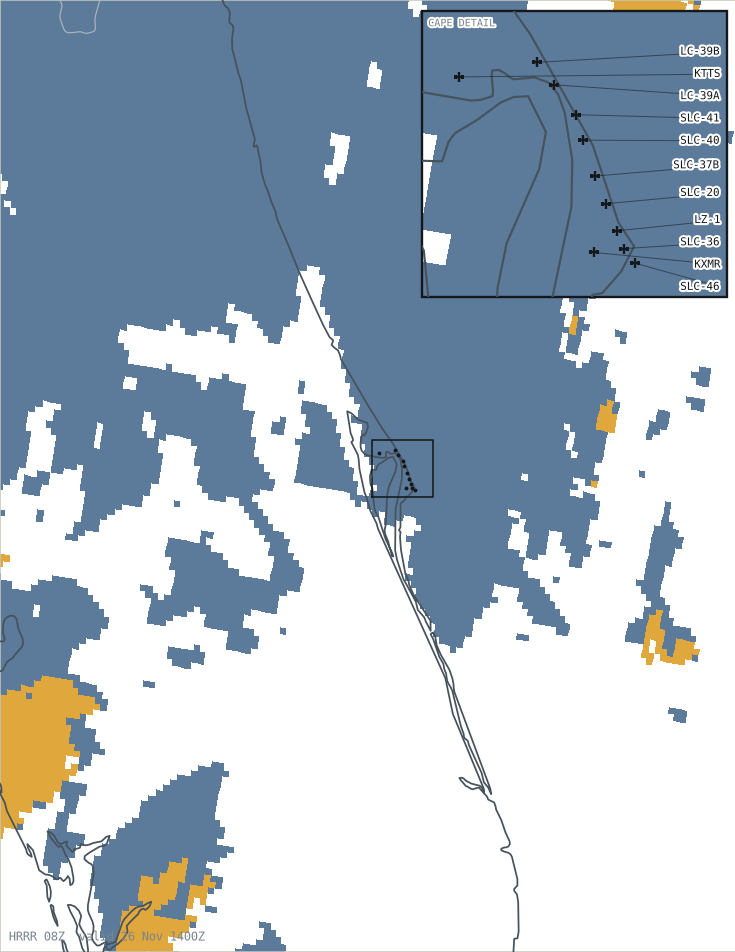 CAPE DETAIL
LC-39B
KTTS
LC-39A
SLC-41
SLC-40
SLC-37B
SLC-20
LZ-1
SLC-36
KXMR
SLC-46
HRRR 08Z valid 26 Nov 1400Z